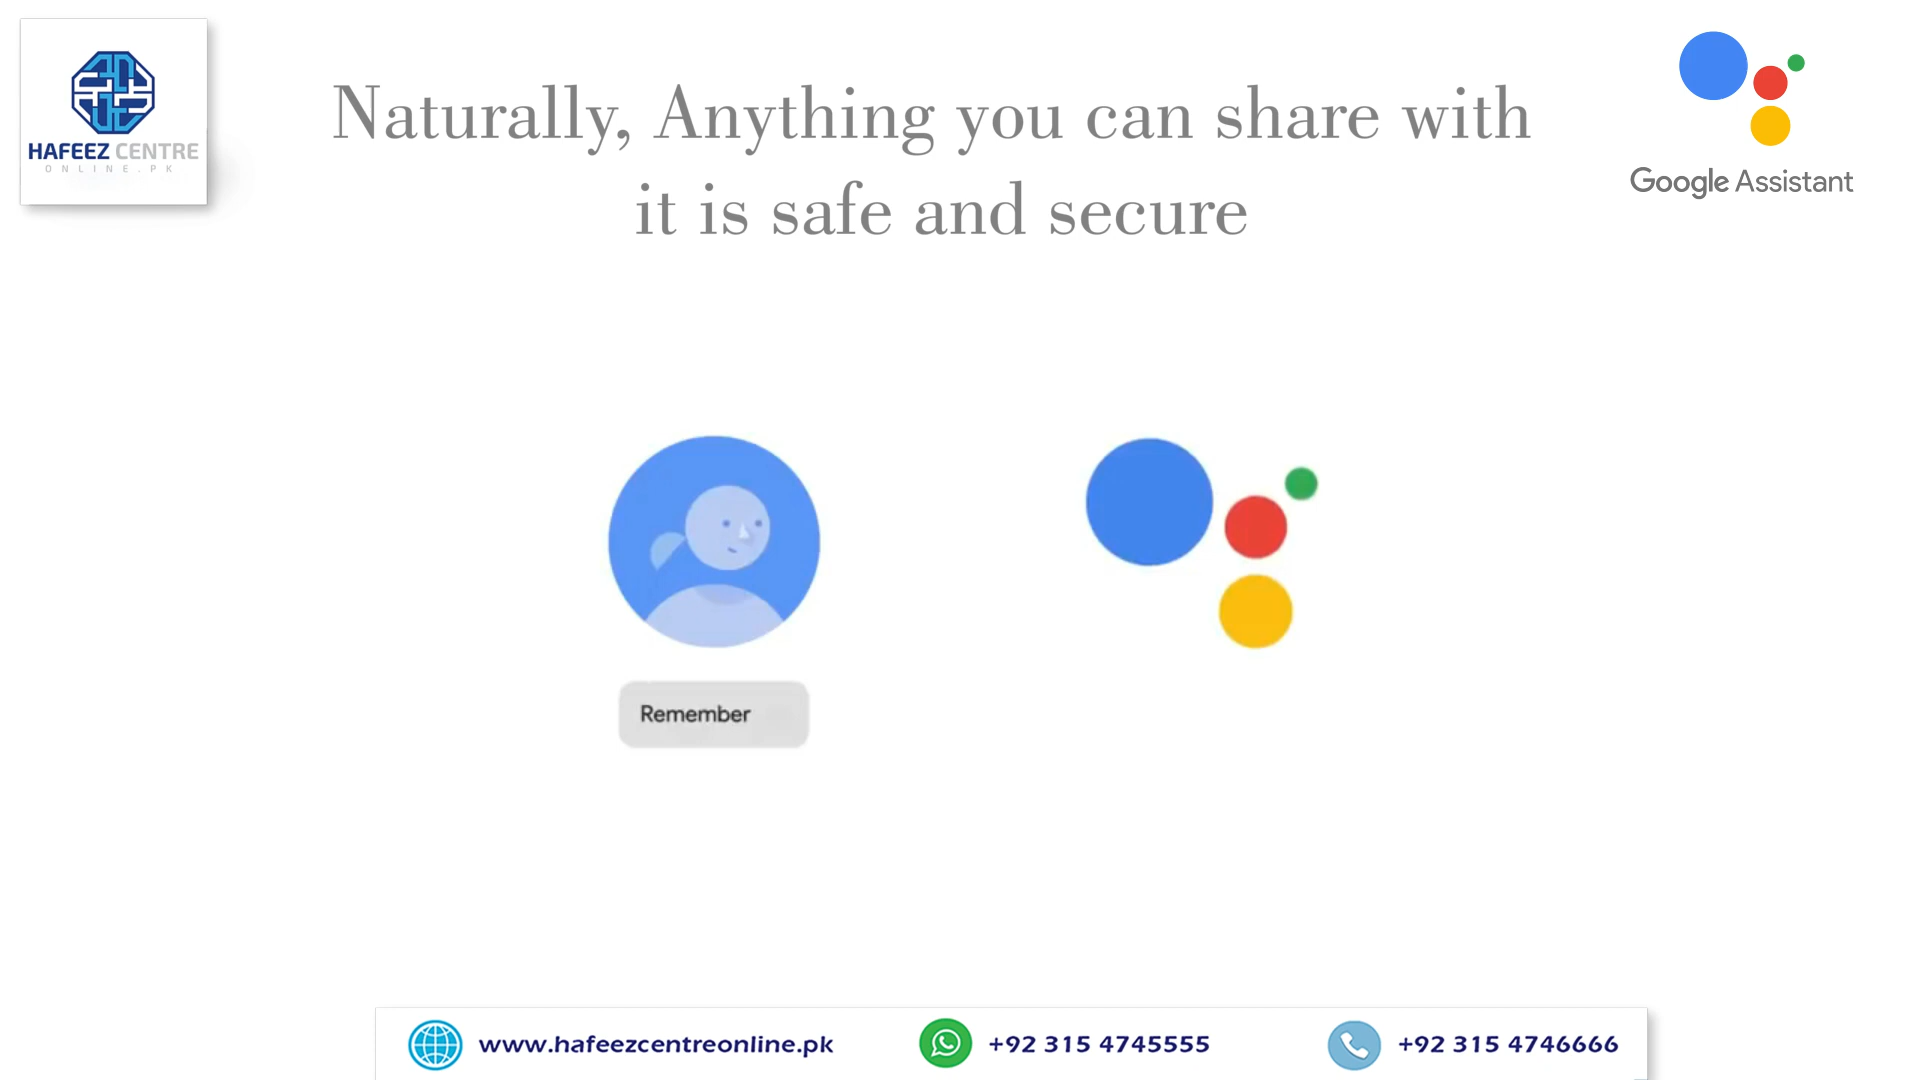 HAFEEZ CENTRE
ONLINE.PK
Naturally, Anything you can share with
it is safe and secure
Google Assistant
Remember
www.hafeezcentreonline.pk
+92 315 4745555
+92 315 4746666